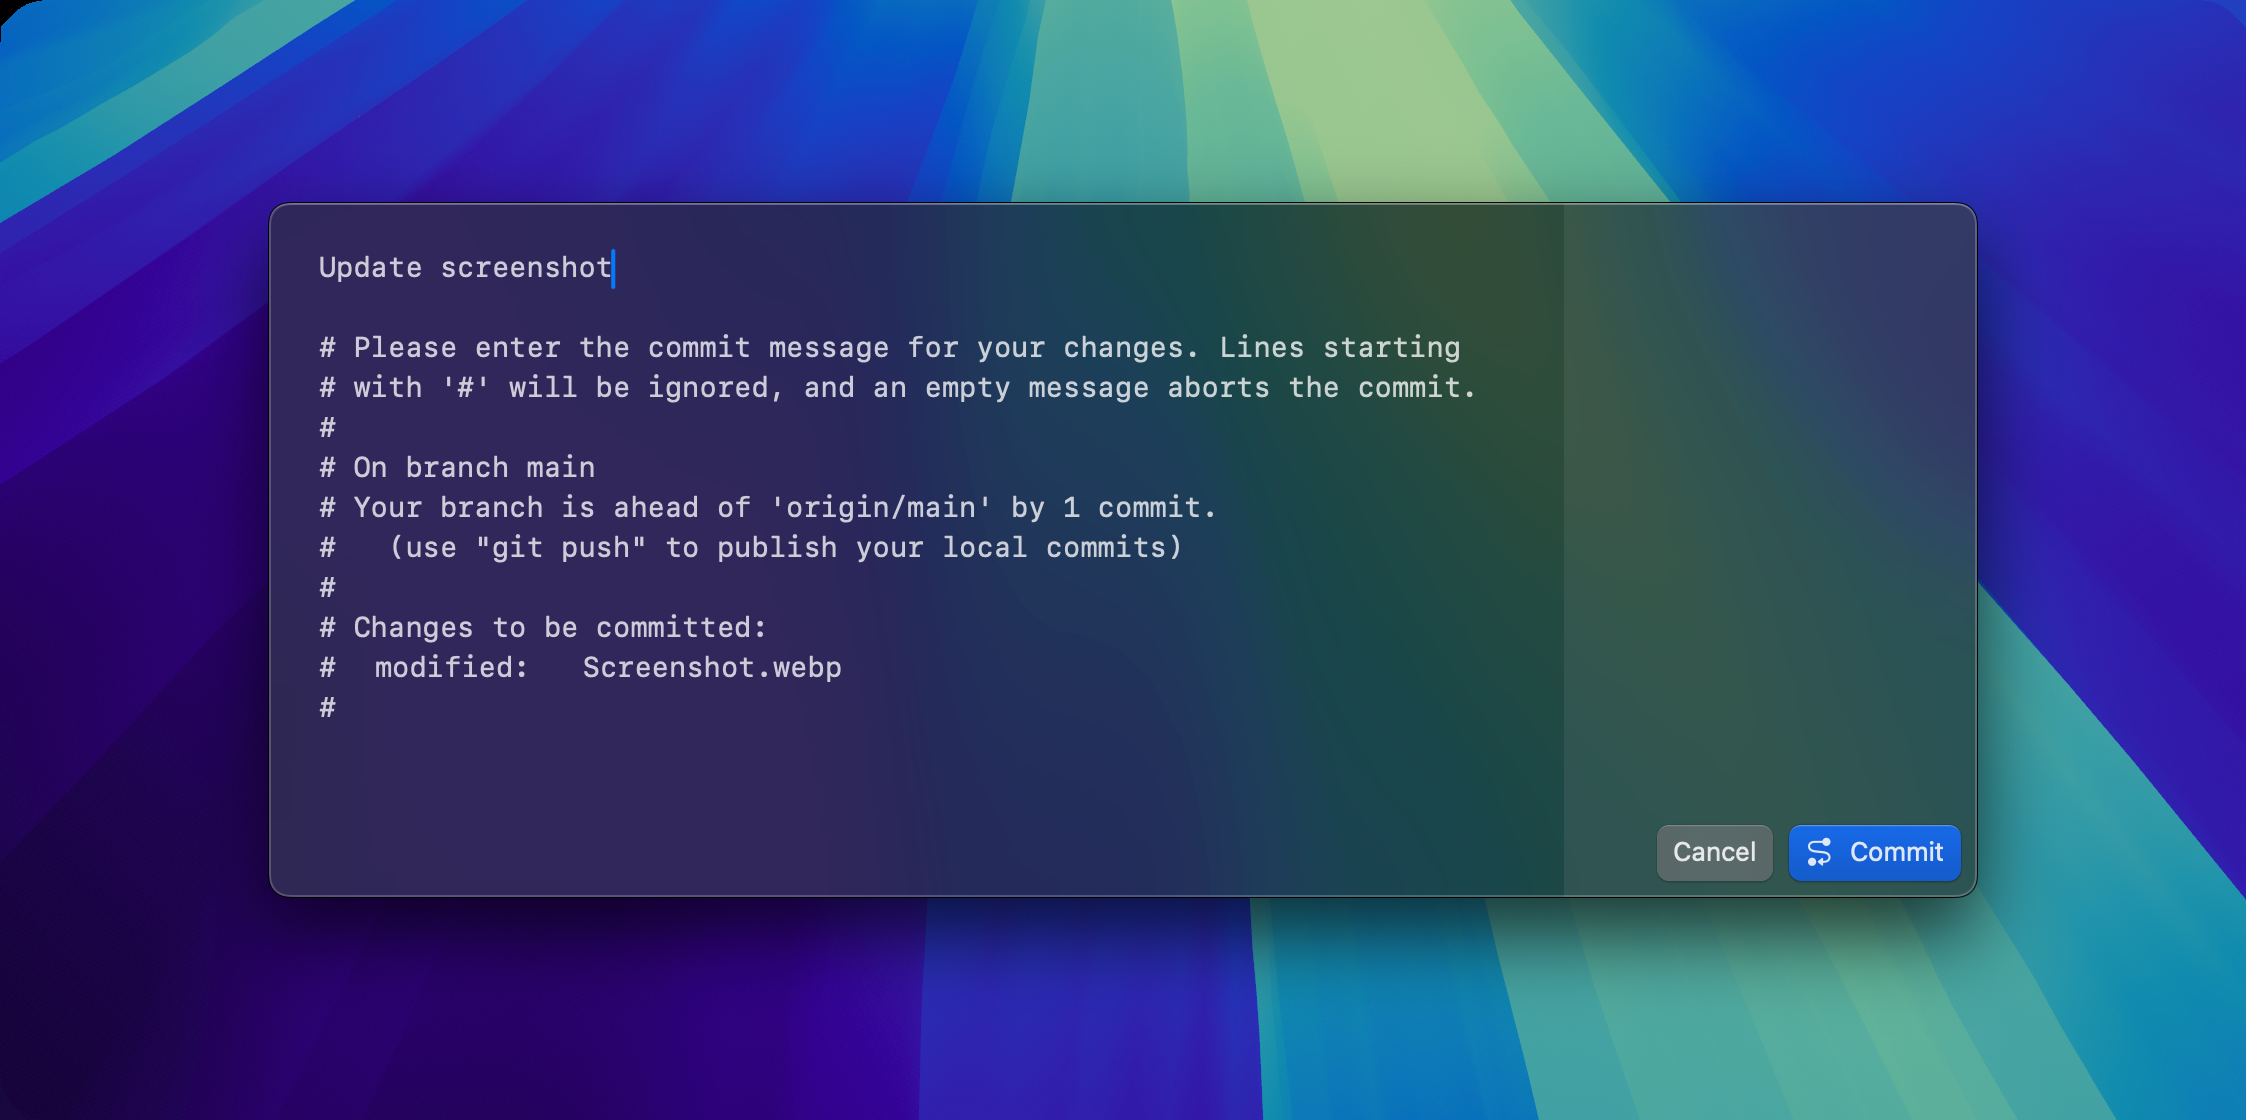 Update screenshot

# Please enter the commit message for your changes. Lines starting
# with '#' will be ignored, and an empty message aborts the commit.
#
# On branch main
# Your branch is ahead of 'origin/main' by 1 commit.
#   (use "git push" to publish your local commits)
#
# Changes to be committed:
#  modified:   Screenshot.webp
#
Cancel
Commit